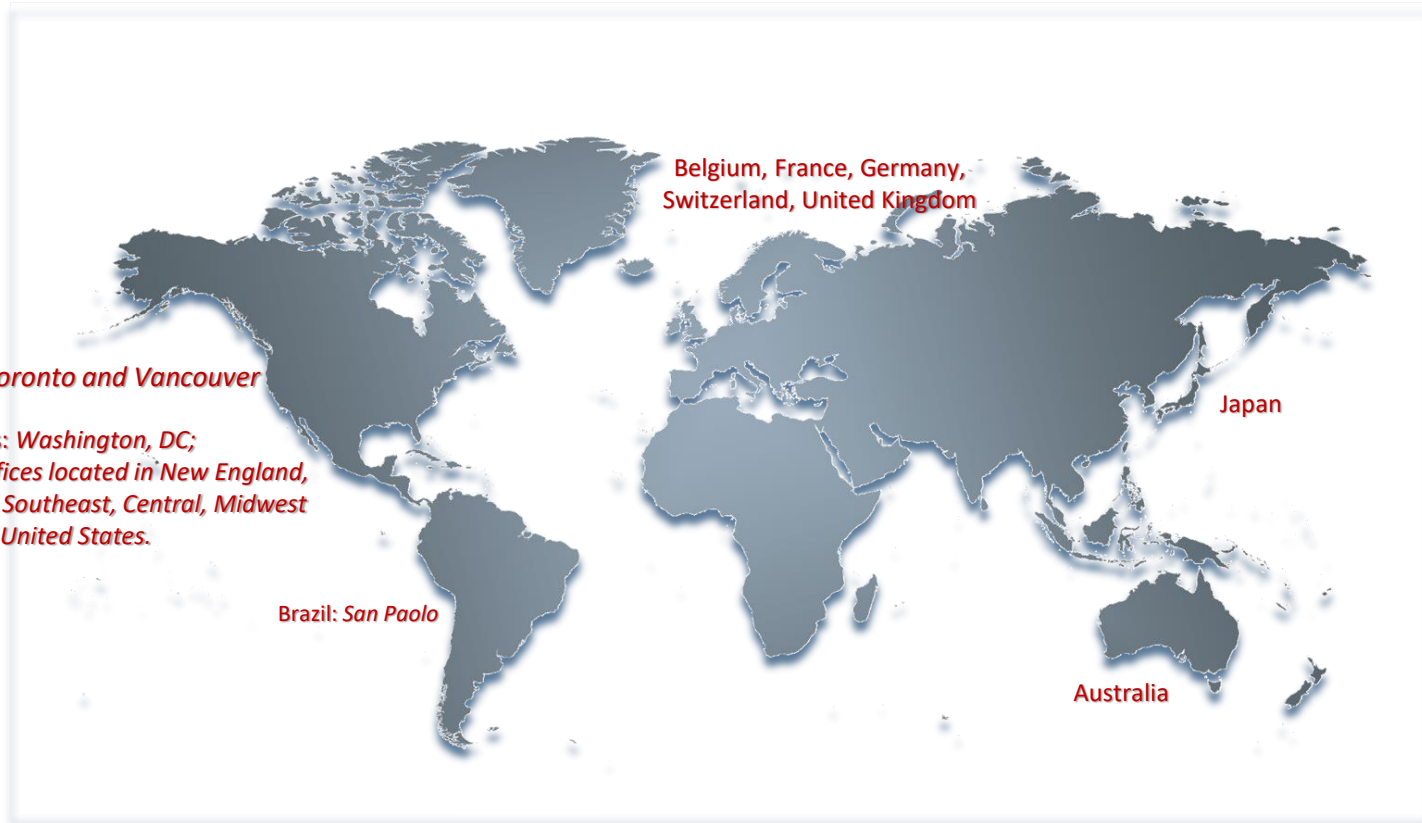 Belgium, France, Germany,
Switzerland, United Kingdom
oronto and Vancouver
Japan
: Washington, DC;
fices located in New England,
Southeast, Central, Midwest
United States.
Brazil: San Paolo
Australia